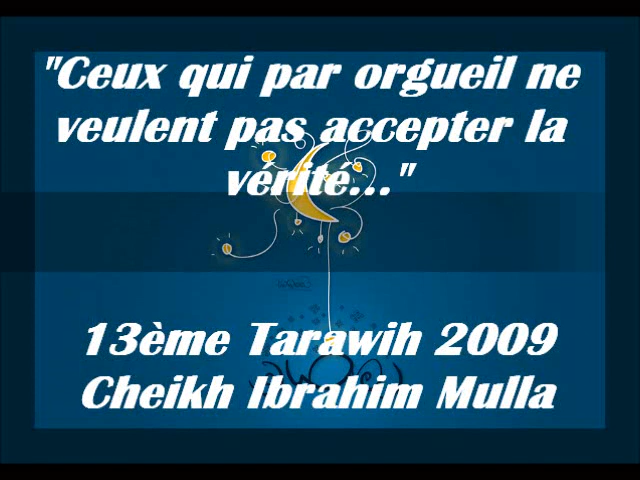 "Ceux qui par orgueil ne
veulent pas accepter la
vérité..."
13ème Tarawih 2009
Cheikh Ibrahim Mulla